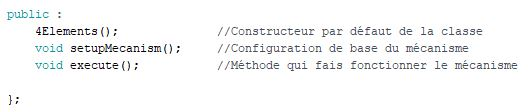 public :
4Elements(); //Constructeur par défaut de la classe
void setupMecanism(); //Configuration de base du mécanisme
void execute(); //Méthode qui fais fonctionner le mécanisme
};